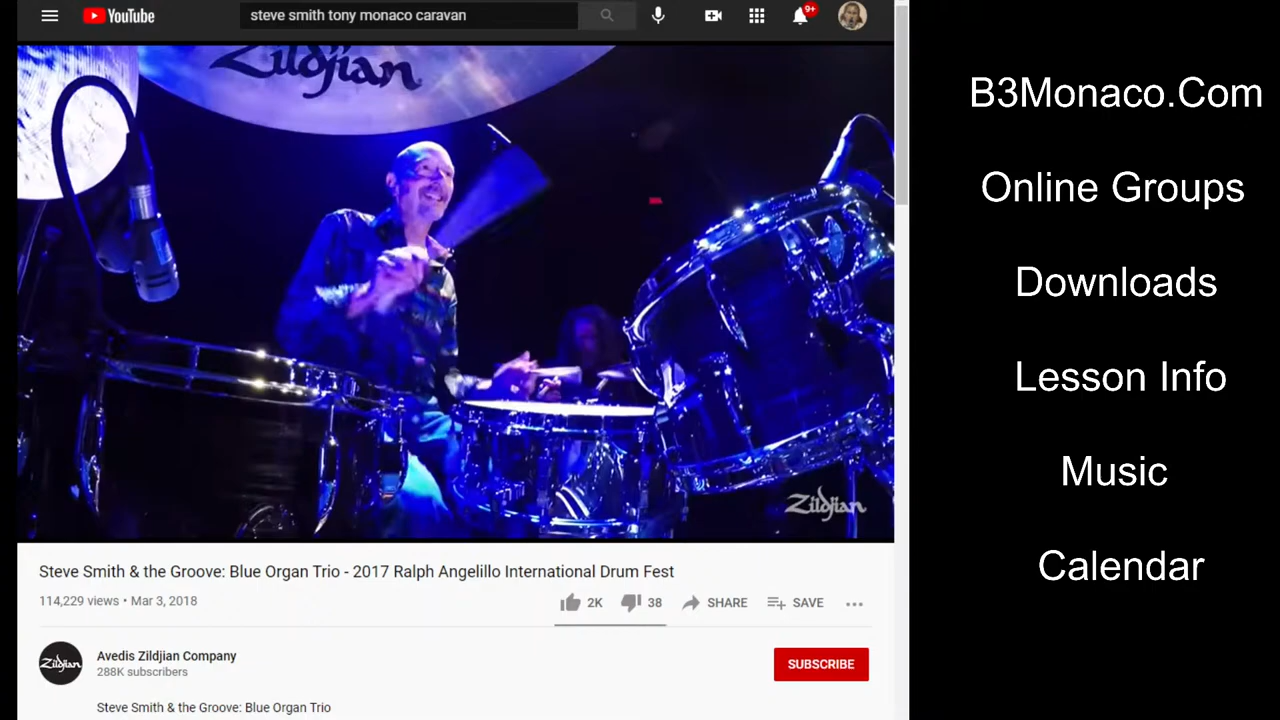 YouTube
steve smith tony monaco caravan
9+
Zildjian
Zildjian
Steve Smith & the Groove: Blue Organ Trio - 2017 Ralph Angelillo International Drum Fest
114,229 views • Mar 3, 2018
2K
38
SHARE
SAVE
Zildjian
Avedis Zildjian Company
288K subscribers
SUBSCRIBE
Steve Smith & the Groove: Blue Organ Trio
B3Monaco.Com
Online Groups
Downloads
Lesson Info
Music
Calendar